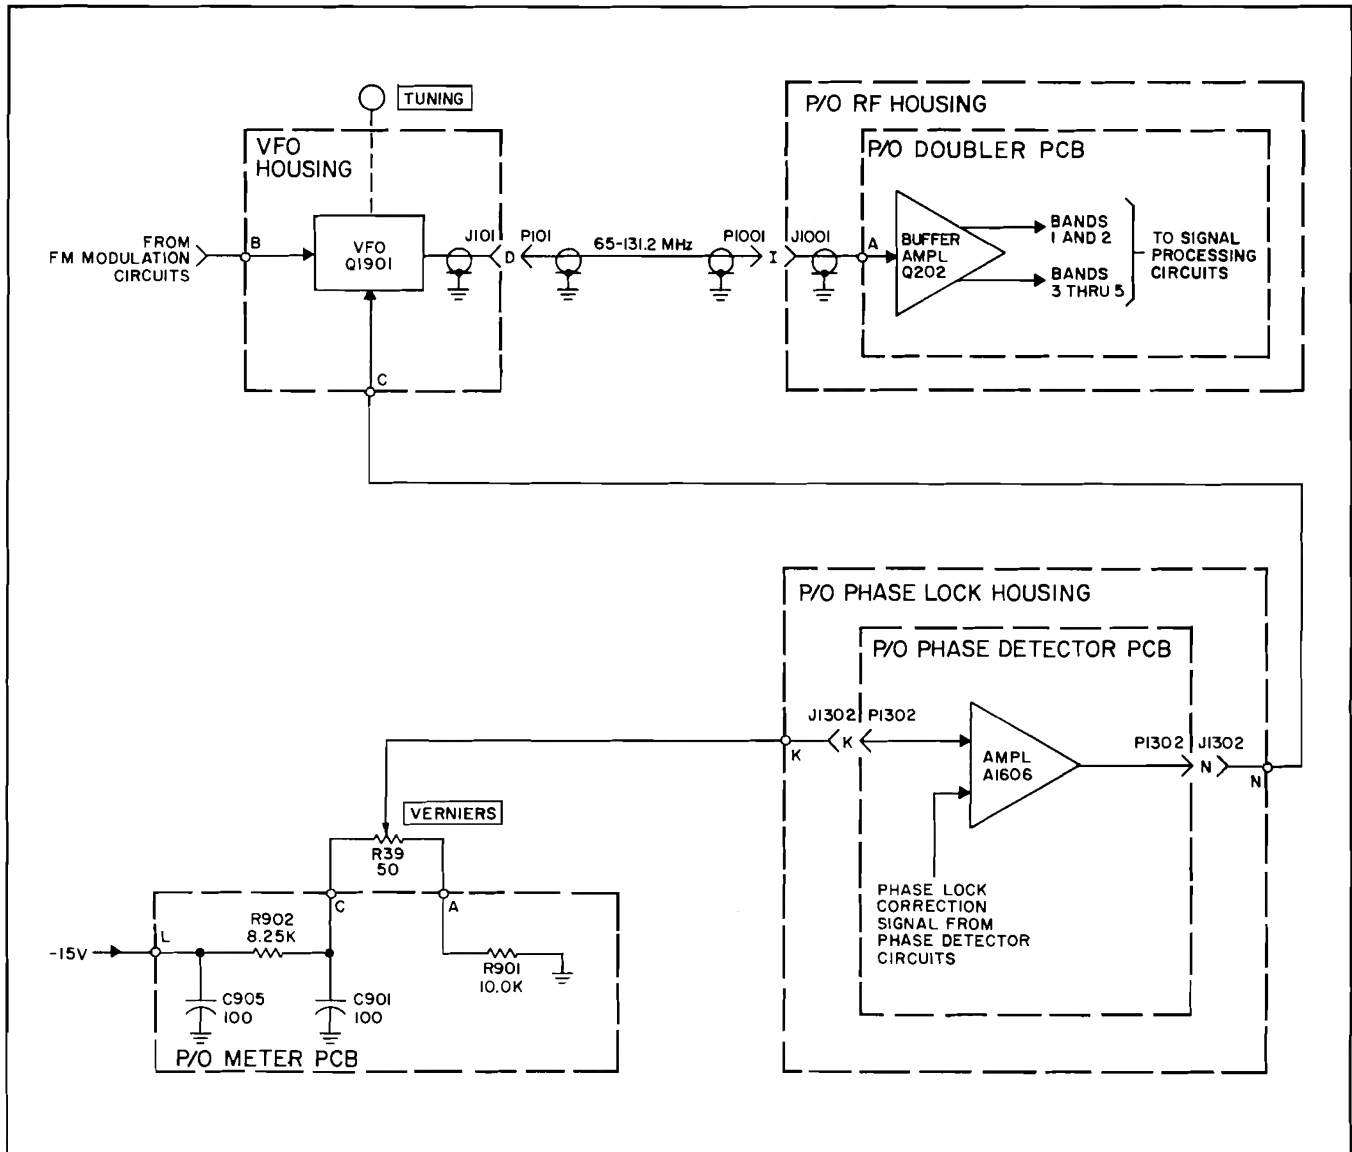 TUNING
VFO
HOUSING
FROM
FM MODULATION
CIRCUITS
B
VFO
Q1901
J101
D
P101
65-131.2 MHz
P1001
I
J1001
C
P/O RF HOUSING
P/O DOUBLER PCB
A
BUFFER
AMPL
Q202
BANDS
1 AND 2
BANDS
3 THRU 5
TO SIGNAL
PROCESSING
CIRCUITS
P/O PHASE LOCK HOUSING
P/O PHASE DETECTOR PCB
J1302
P1302
K
K
AMPL
A1606
P1302
J1302
N
N
PHASE LOCK
CORRECTION
SIGNAL FROM
PHASE DETECTOR
CIRCUITS
VERNIERS
R39
50
C
A
-15V
L
R902
8.25K
R901
10.0K
C905
100
C901
100
P/O METER PCB